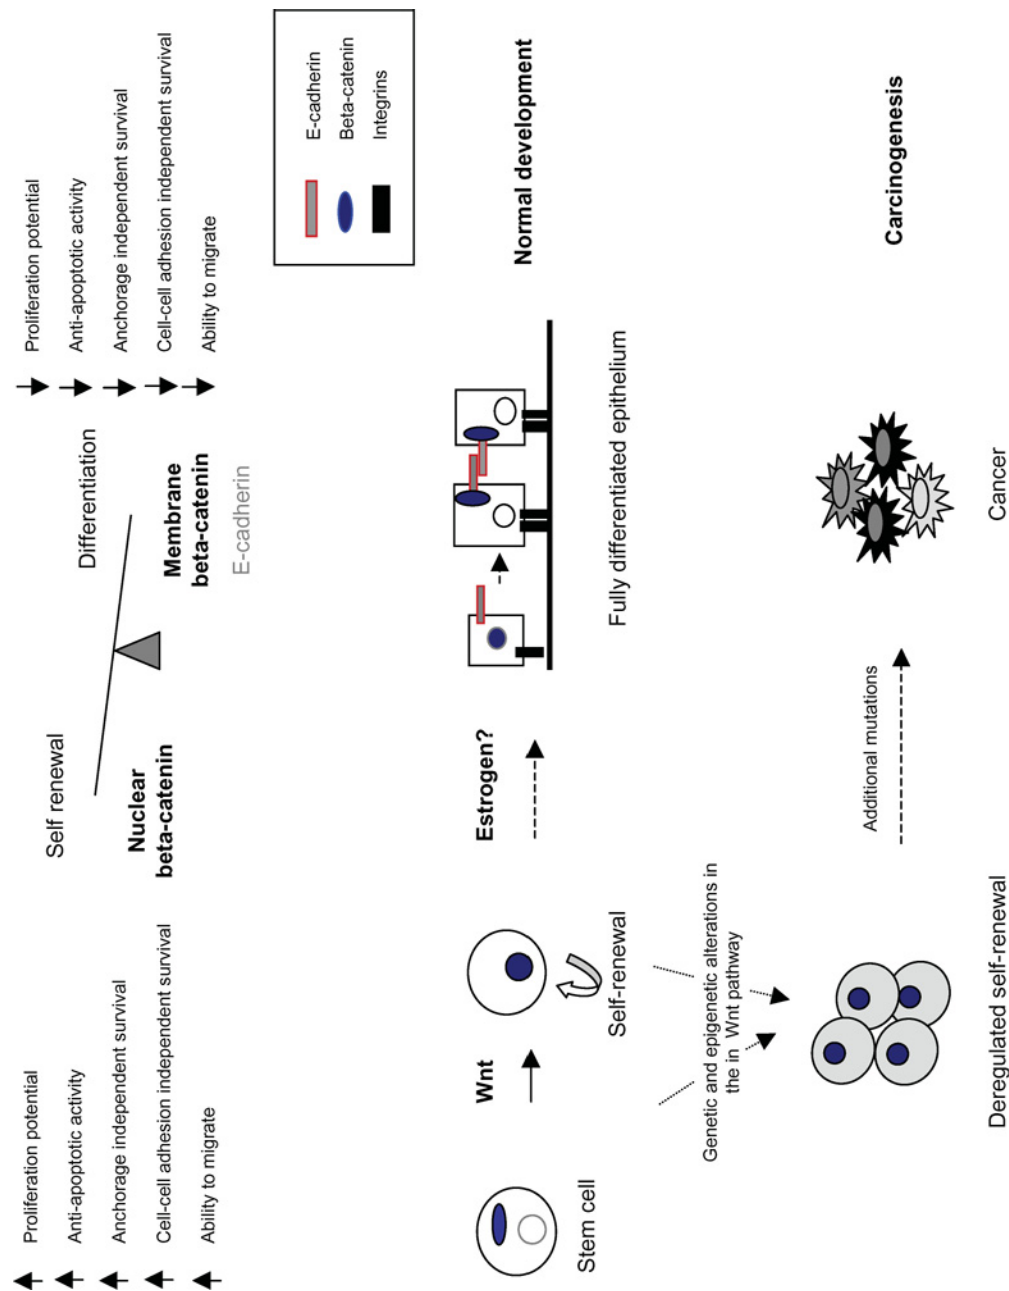 Proliferation potential
Anti-apoptotic activity
Anchorage independent survival
Cell-cell adhesion independent survival
Ability to migrate
Self renewal
Nuclear
beta-catenin
Differentiation
Membrane
beta-catenin
E-cadherin
Proliferation potential
Anti-apoptotic activity
Anchorage independent survival
Cell-cell adhesion independent survival
Ability to migrate
E-cadherin
Beta-catenin
Integrins
Stem cell
Wnt
Self-renewal
Estrogen?
Fully differentiated epithelium
Normal development
Genetic and epigenetic alterations in
the in Wnt pathway
Deregulated self-renewal
Additional mutations
Cancer
Carcinogenesis